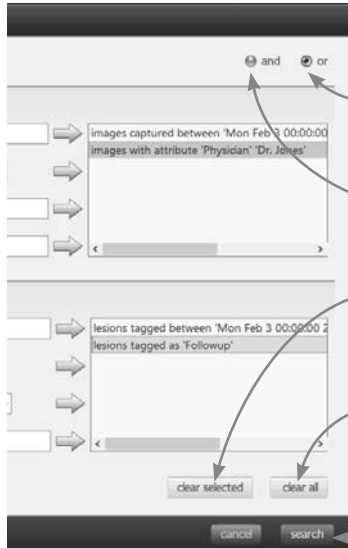 and or
images captured between 'Mon Feb 3 00:00:00
images with attribute 'Physician' 'Dr. Jones'
lesions tagged between 'Mon Feb 3 00:00:00 2
lesions tagged as 'Followup'
clear selected clear all
cancel search